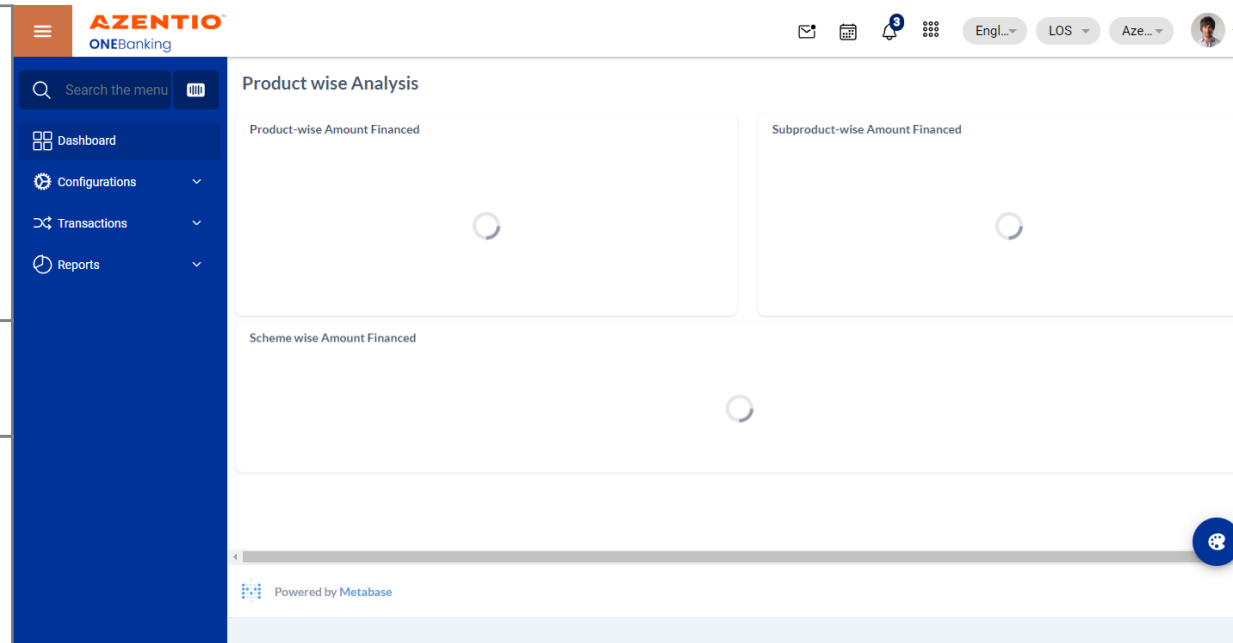 AZENTIO
ONEBanking
3
Engl...
LOS
Aze...
Search the menu
Dashboard
Configurations
Transactions
Reports
Product wise Analysis
Product-wise Amount Financed
Subproduct-wise Amount Financed
Scheme wise Amount Financed
Powered by Metabase